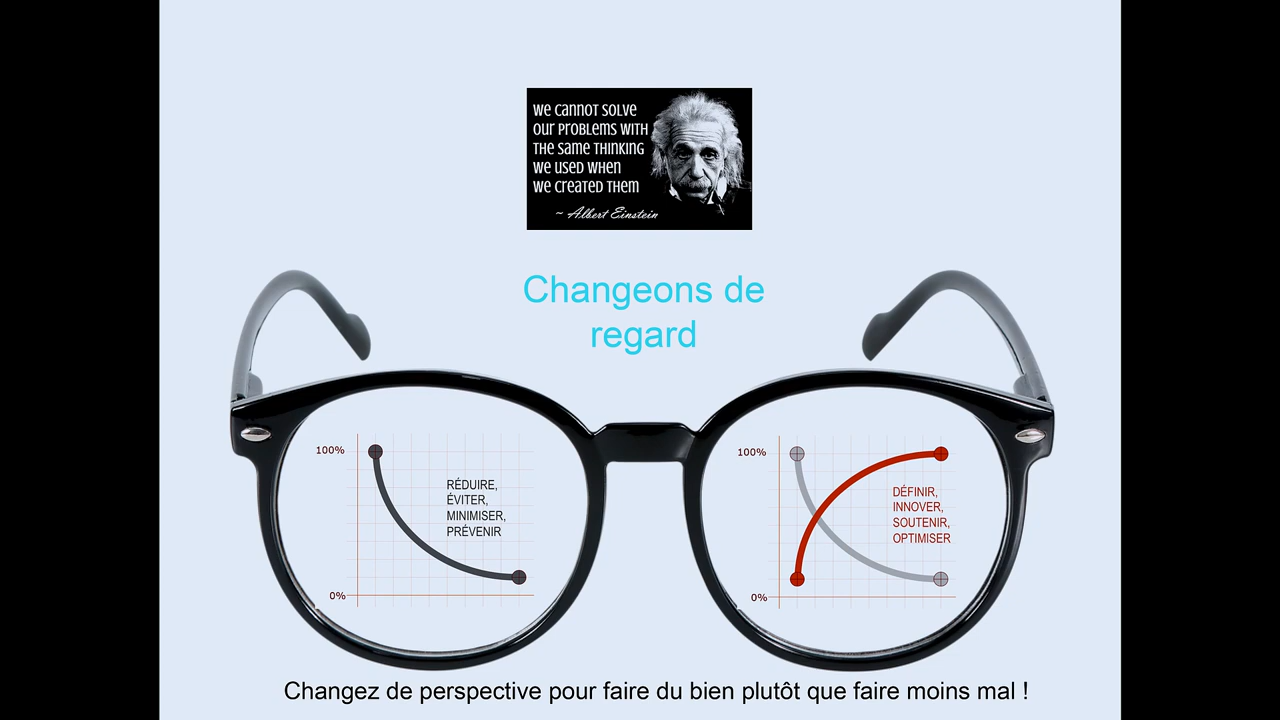 We cannot solve
our problems with
the same thinking
we used when
we created them
~ Albert Einstein
Changeons de
regard
100%
RÉDUIRE,
ÉVITER,
MINIMISER,
PRÉVENIR
0%
100%
DÉFINIR,
INNOVER,
SOUTENIR,
OPTIMISER
0%
Changez de perspective pour faire du bien plutôt que faire moins mal !